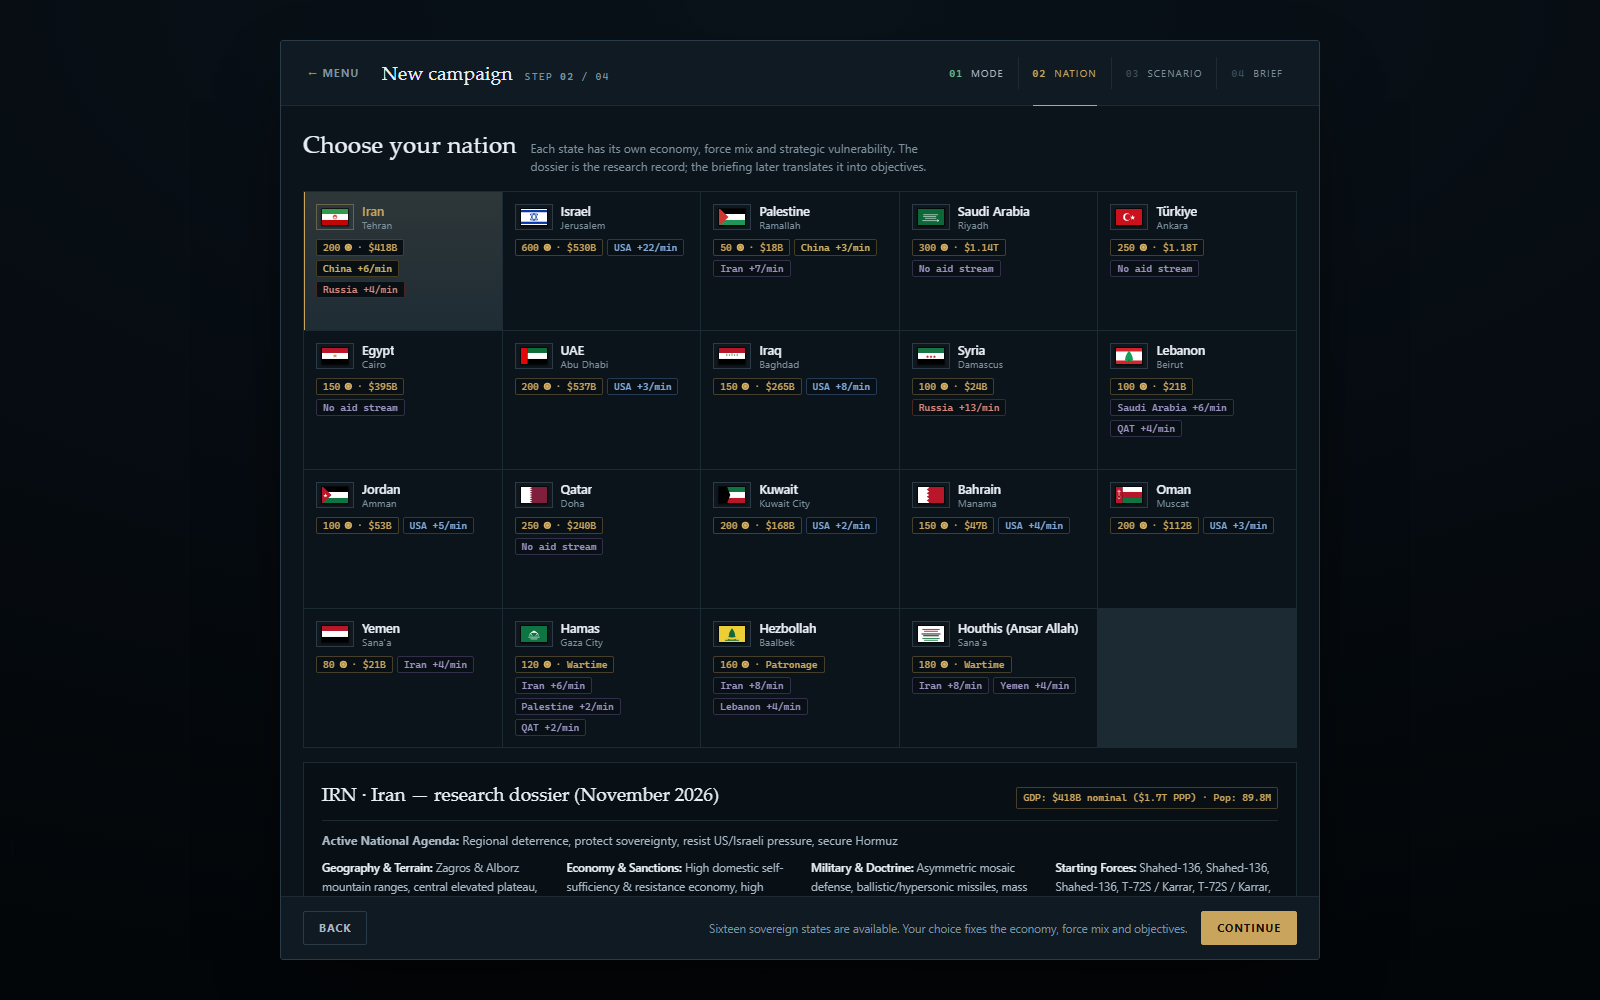 ← MENU
New campaign STEP 02 / 04
01 MODE
02 NATION
03 SCENARIO
04 BRIEF
Choose your nation
Each state has its own economy, force mix and strategic vulnerability. The
dossier is the research record; the briefing later translates it into objectives.
Iran
Tehran
200 · $418B
China +6/min
Russia +4/min
Israel
Jerusalem
600 · $530B USA +22/min
Palestine
Ramallah
50 · $18B China +3/min
Iran +7/min
Saudi Arabia
Riyadh
300 · $1.14T
No aid stream
Türkiye
Ankara
250 · $1.18T
No aid stream
Egypt
Cairo
150 · $395B
No aid stream
UAE
Abu Dhabi
200 · $537B USA +3/min
Iraq
Baghdad
150 · $265B USA +8/min
Syria
Damascus
100 · $24B
Russia +13/min
Lebanon
Beirut
100 · $21B
Saudi Arabia +6/min
QAT +4/min
Jordan
Amman
100 · $53B USA +5/min
Qatar
Doha
250 · $240B
No aid stream
Kuwait
Kuwait City
200 · $168B USA +2/min
Bahrain
Manama
150 · $47B USA +4/min
Oman
Muscat
200 · $112B USA +3/min
Yemen
Sana'a
80 · $21B Iran +4/min
Hamas
Gaza City
120 · Wartime
Iran +6/min
Palestine +2/min
QAT +2/min
Hezbollah
Baalbek
160 · Patronage
Iran +8/min
Lebanon +4/min
Houthis (Ansar Allah)
Sana'a
180 · Wartime
Iran +8/min Yemen +4/min
IRN · Iran — research dossier (November 2026)
GDP: $418B nominal ($1.7T PPP) · Pop: 89.8M
Active National Agenda: Regional deterrence, protect sovereignty, resist US/Israeli pressure, secure Hormuz
Geography & Terrain: Zagros & Alborz
mountain ranges, central elevated plateau,
Economy & Sanctions: High domestic self-
sufficiency & resistance economy, high
Military & Doctrine: Asymmetric mosaic
defense, ballistic/hypersonic missiles, mass
Starting Forces: Shahed-136, Shahed-136,
Shahed-136, T-72S / Karrar, T-72S / Karrar,
BACK
Sixteen sovereign states are available. Your choice fixes the economy, force mix and objectives.
CONTINUE